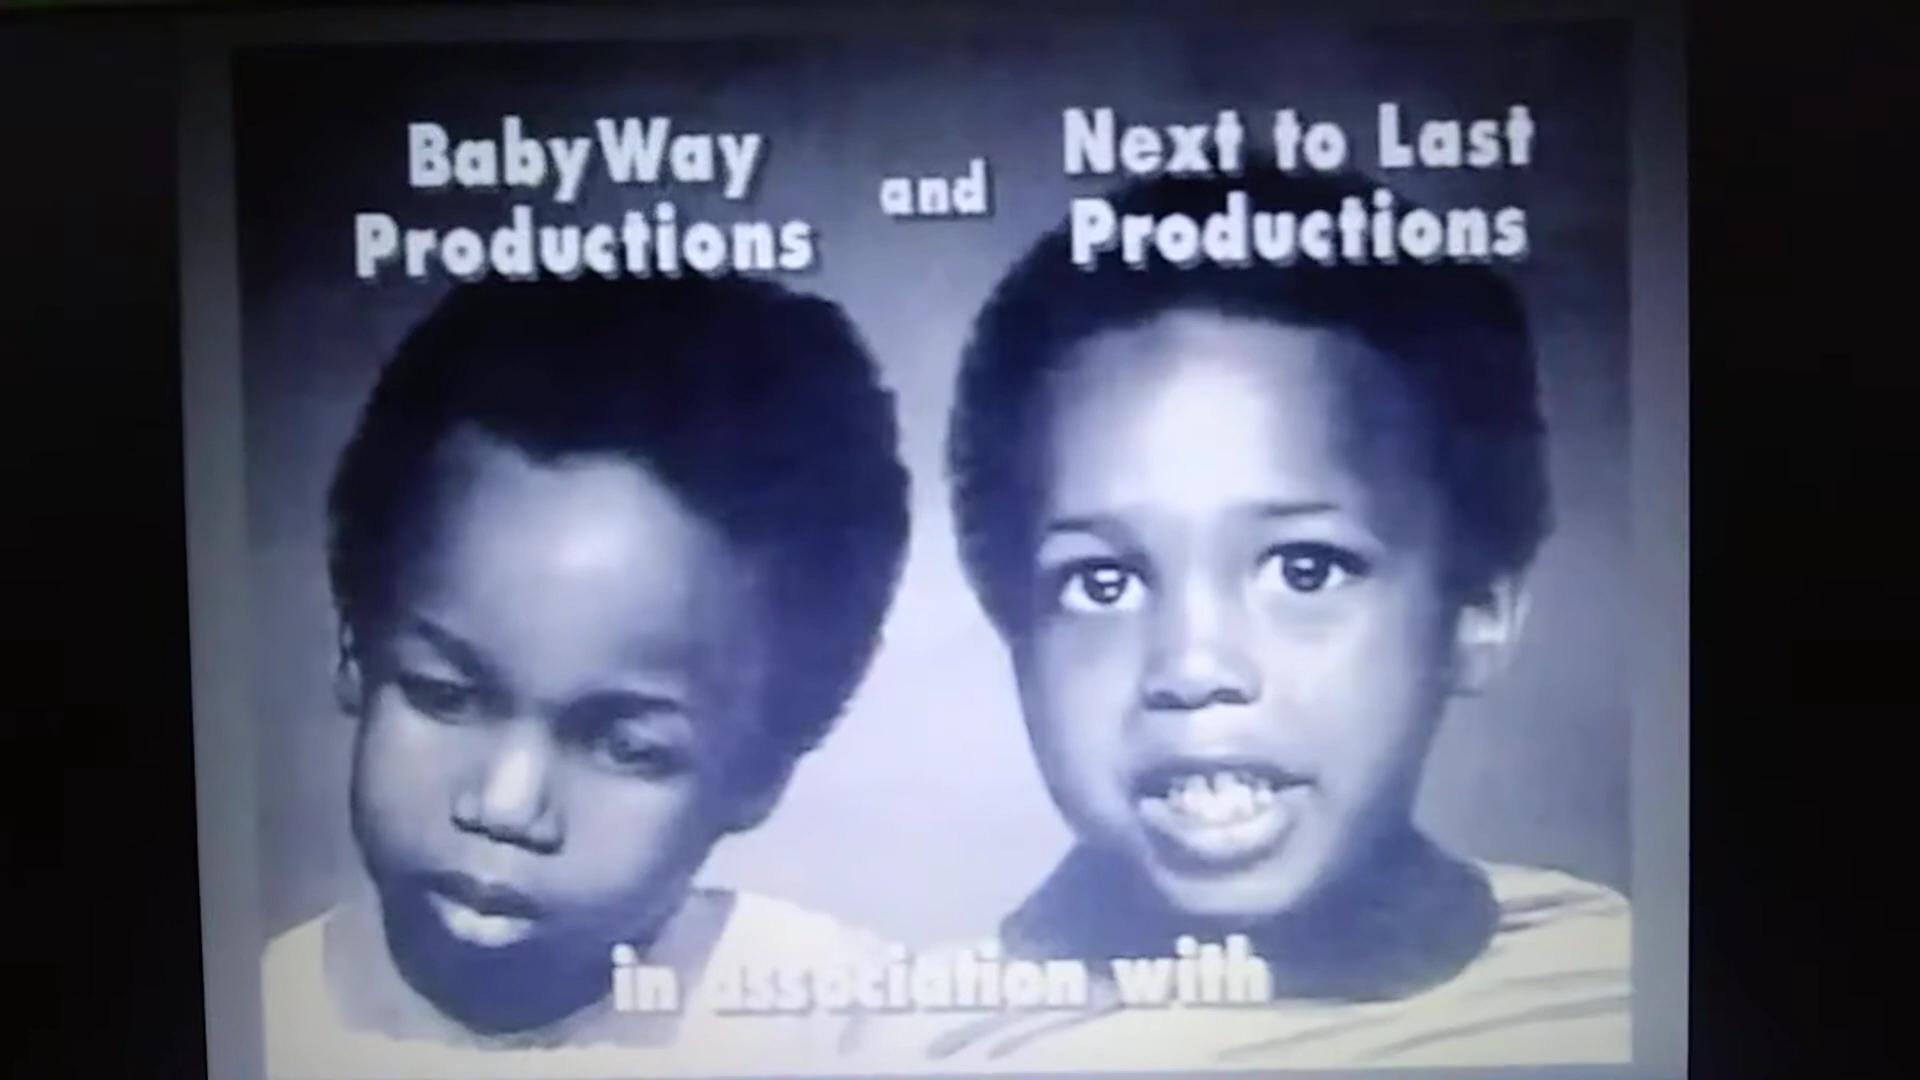 BabyWay
Productions
and
Next to Last
Productions
in association with